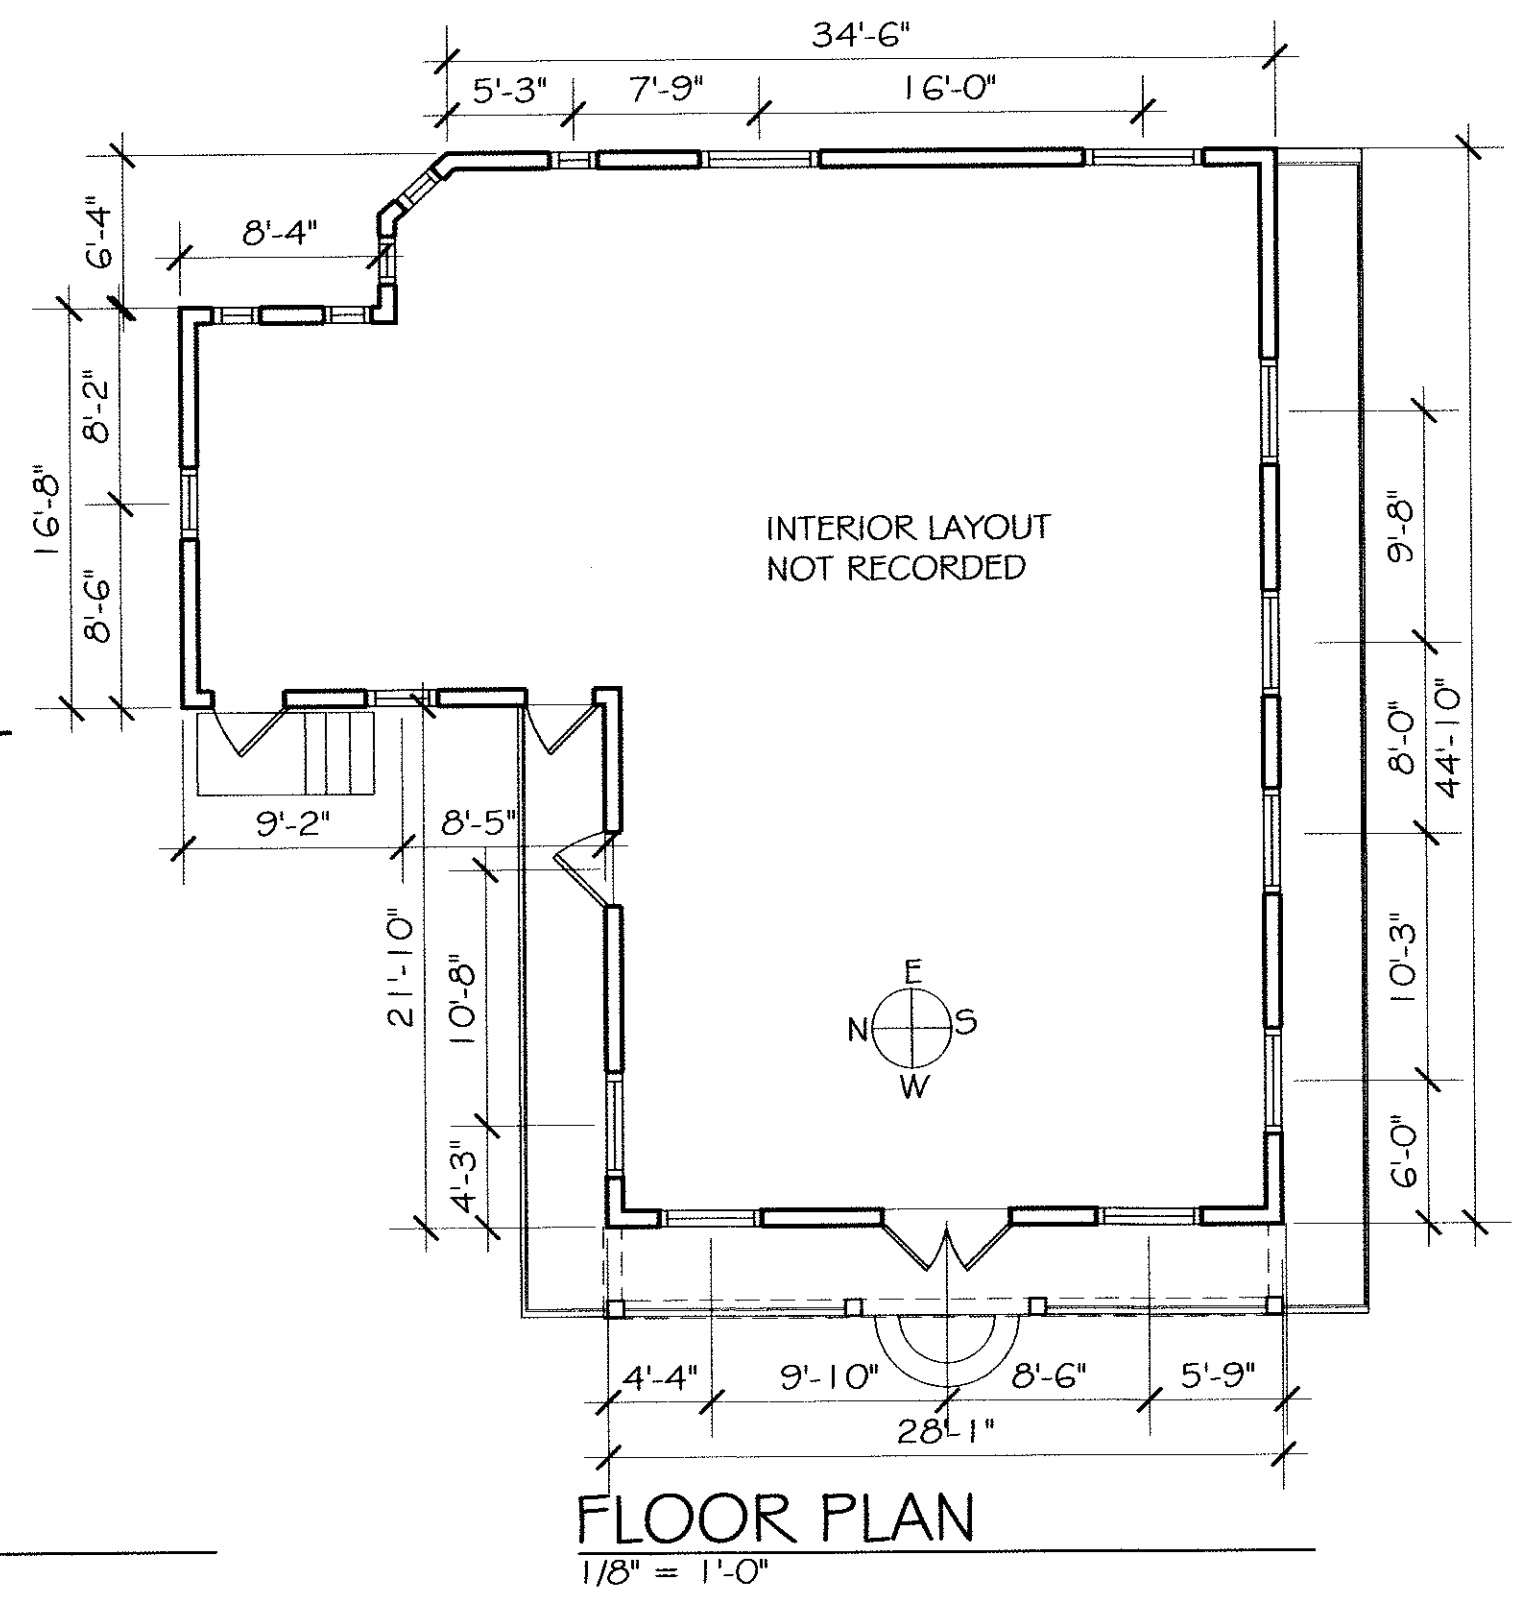 34'-6"
5'-3" 7'-9" 16'-0"
6'-4"
8'-4"
8'-2"
16'-8"
8'-6"
INTERIOR LAYOUT
NOT RECORDED
9'-8"
8'-0"
44'-10"
9'-2" 8'-5"
21'-10"
10'-8"
10'-3"
E
N S
W
4'-3"
6'-0"
4'-4" 9'-10" 8'-6" 5'-9"
28'-1"
FLOOR PLAN
1/8" = 1'-0"